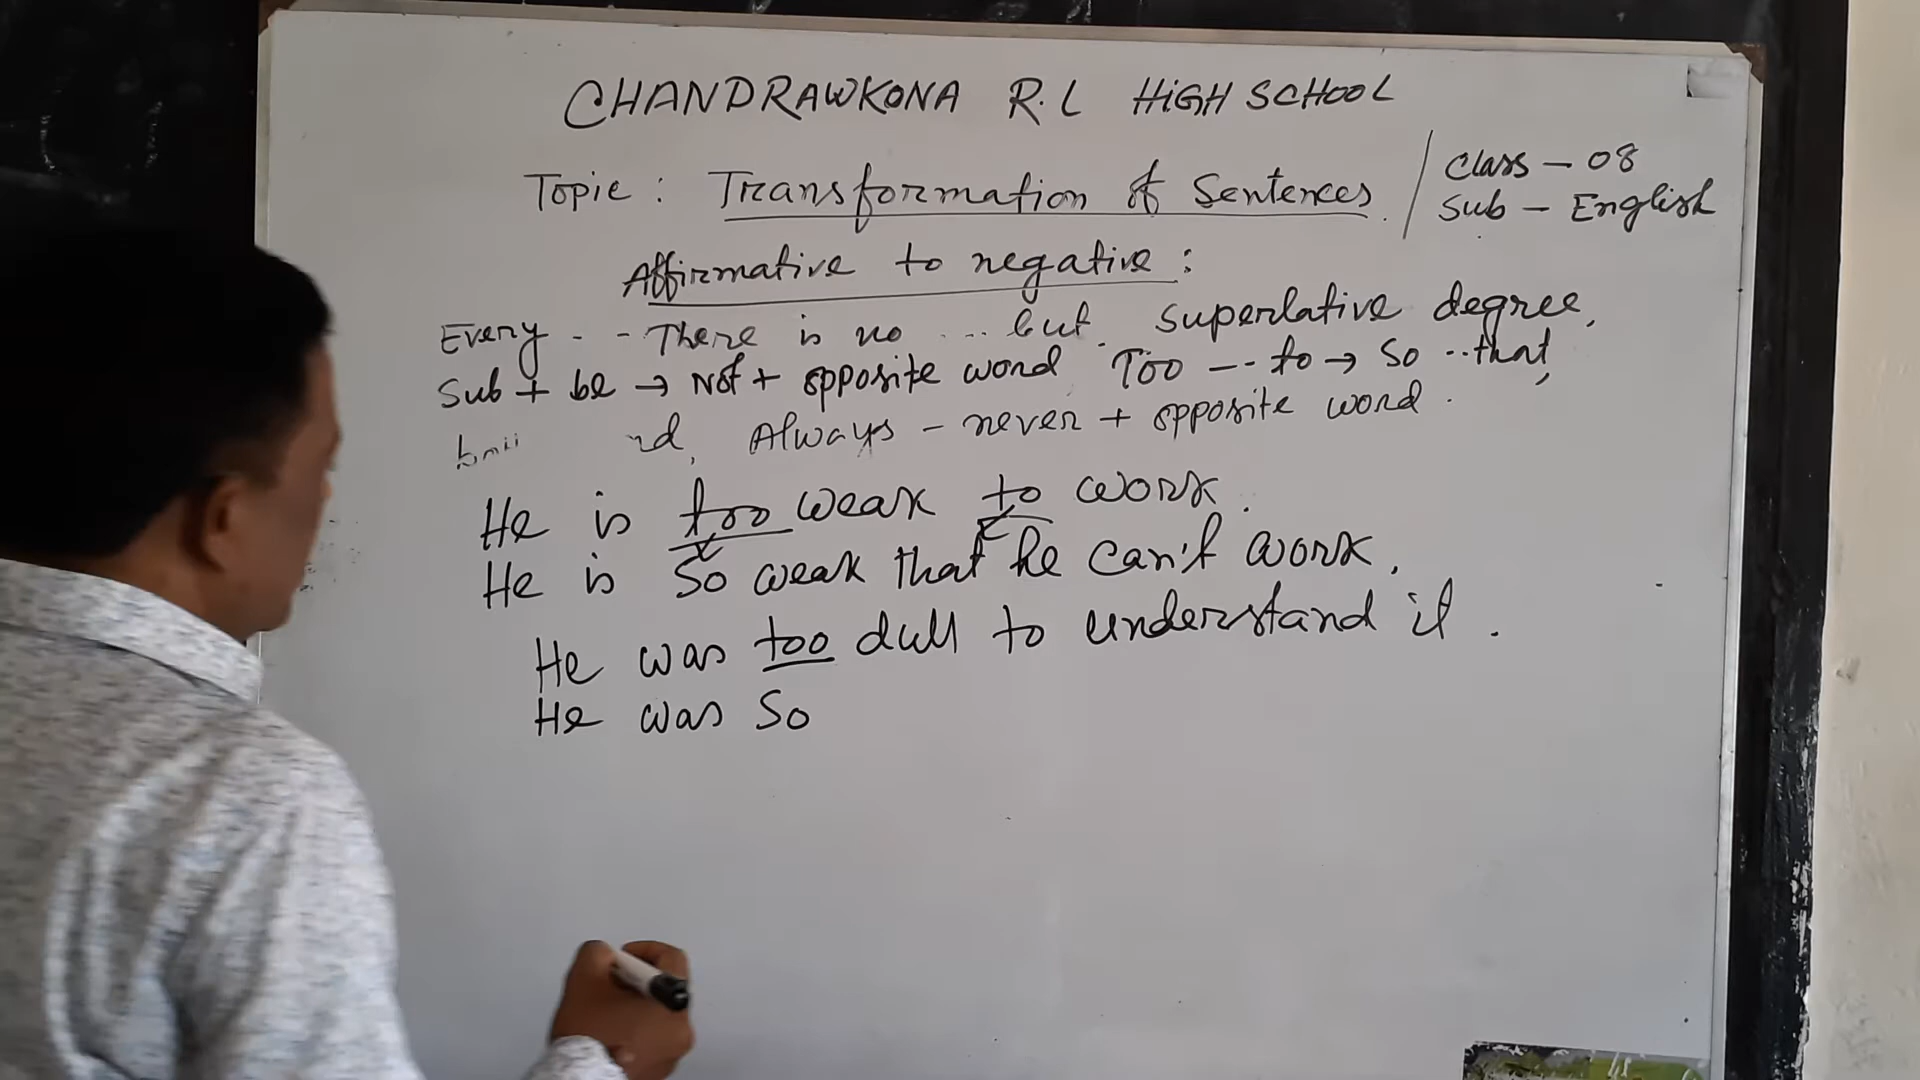 CHANDRAWKONA R.L HIGH SCHOOL
Topic : Transformation of Sentences.
Class - 08
Sub - English
Affirmative to negative :
Every - - There is no ... but. superlative degree,
Sub + be → Not + opposite word Too --- to → So ..that,
Always - never + opposite word.
He is too weak to work.
He is so weak that he can't work.
He was too dull to understand it.
He was so